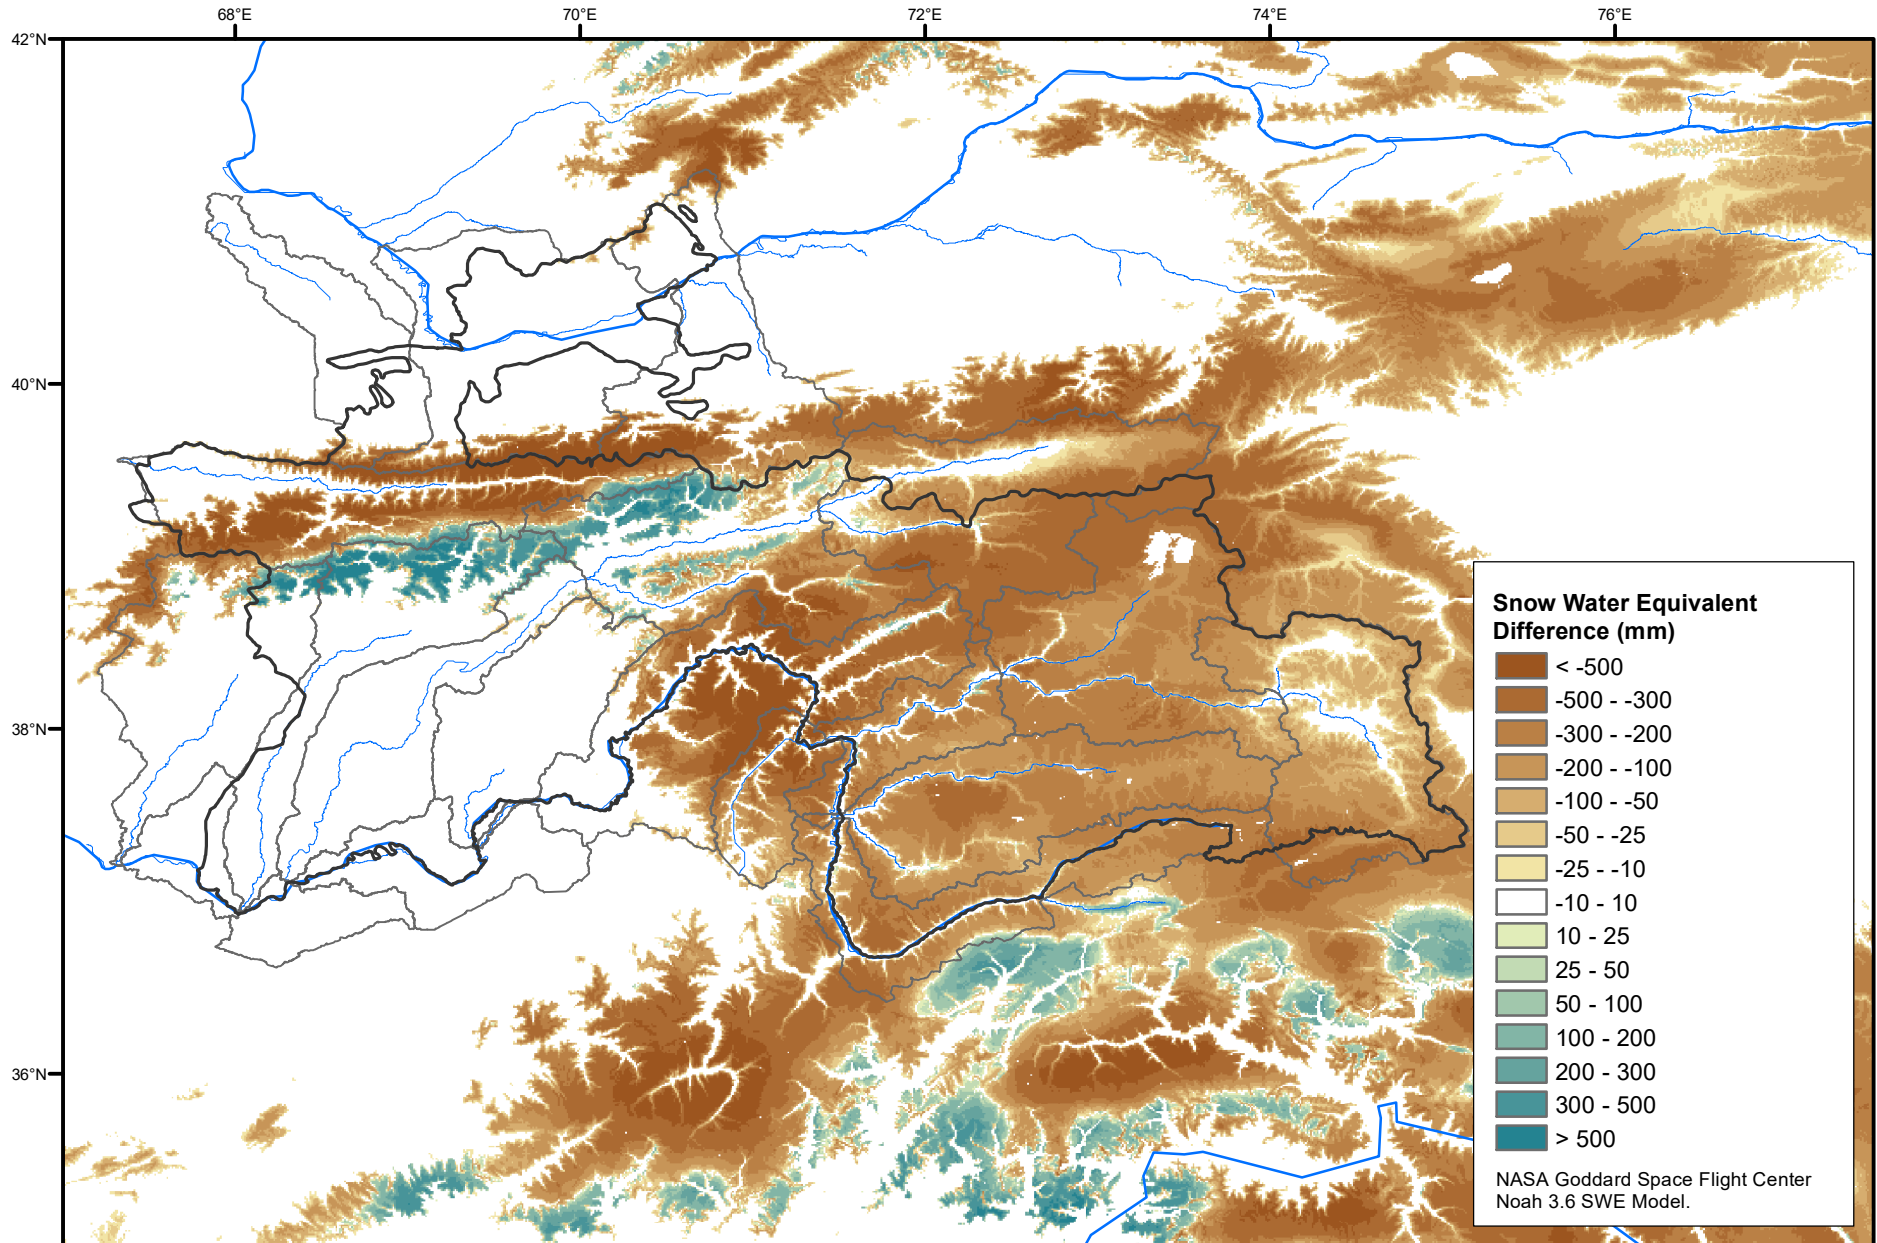 68°E
70°E
72°E
74°E
76°E
42°N
40°N
38°N
36°N
Snow Water Equivalent
Difference (mm)
< -500
-500 - -300
-300 - -200
-200 - -100
-100 - -50
-50 - -25
-25 - -10
-10 - 10
10 - 25
25 - 50
50 - 100
100 - 200
200 - 300
300 - 500
> 500
NASA Goddard Space Flight Center
Noah 3.6 SWE Model.